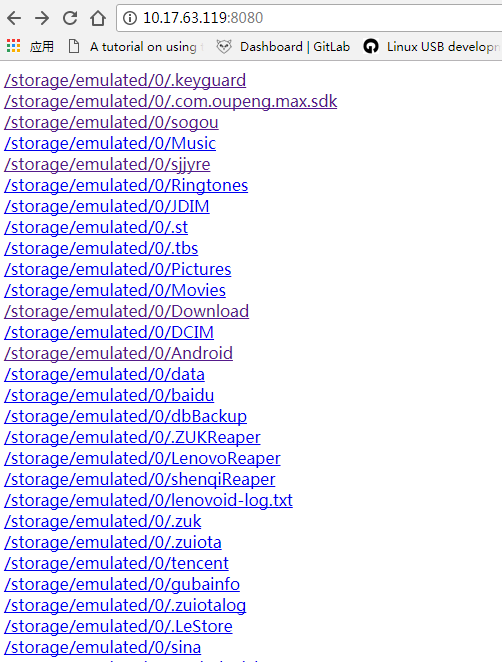 10.17.63.119:8080
应用 A tutorial on using Dashboard | GitLab Linux USB develop
/storage/emulated/0/.keyguard
/storage/emulated/0/.com.oupeng.max.sdk
/storage/emulated/0/sogou
/storage/emulated/0/Music
/storage/emulated/0/sjjyre
/storage/emulated/0/Ringtones
/storage/emulated/0/JDIM
/storage/emulated/0/.st
/storage/emulated/0/.tbs
/storage/emulated/0/Pictures
/storage/emulated/0/Movies
/storage/emulated/0/Download
/storage/emulated/0/DCIM
/storage/emulated/0/Android
/storage/emulated/0/data
/storage/emulated/0/baidu
/storage/emulated/0/dbBackup
/storage/emulated/0/.ZUKReaper
/storage/emulated/0/LenovoReaper
/storage/emulated/0/shenqiReaper
/storage/emulated/0/lenovoid-log.txt
/storage/emulated/0/.zuk
/storage/emulated/0/.zuiota
/storage/emulated/0/tencent
/storage/emulated/0/gubainfo
/storage/emulated/0/.zuiotalog
/storage/emulated/0/.LeStore
/storage/emulated/0/sina